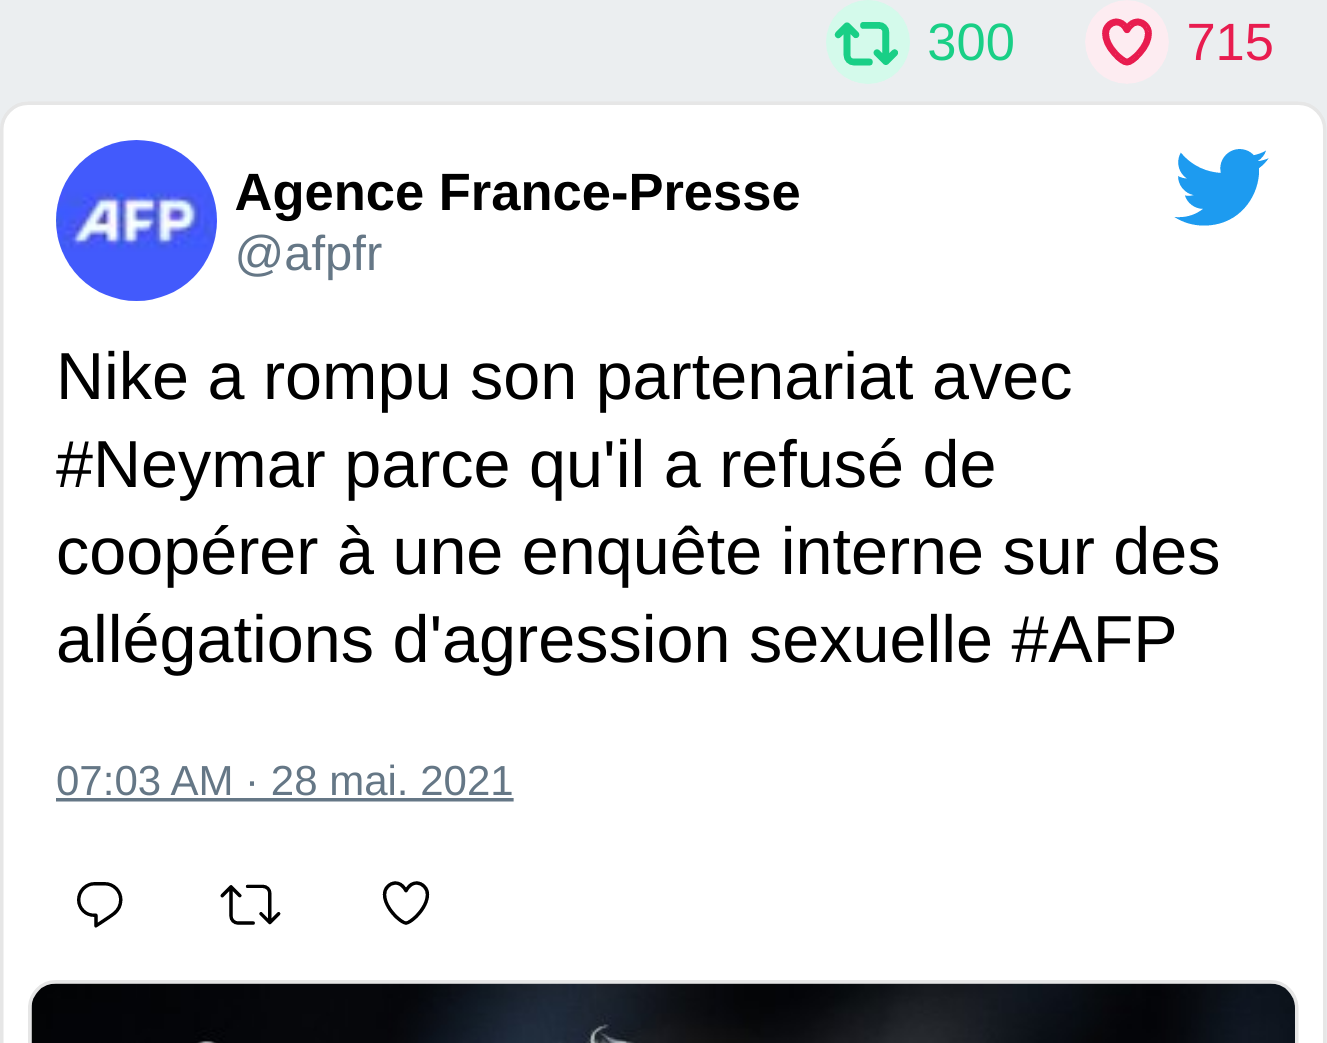 300 715
AFP
Agence France-Presse
@afpfr
Nike a rompu son partenariat avec
#Neymar parce qu'il a refusé de
coopérer à une enquête interne sur des
allégations d'agression sexuelle #AFP
07:03 AM · 28 mai. 2021